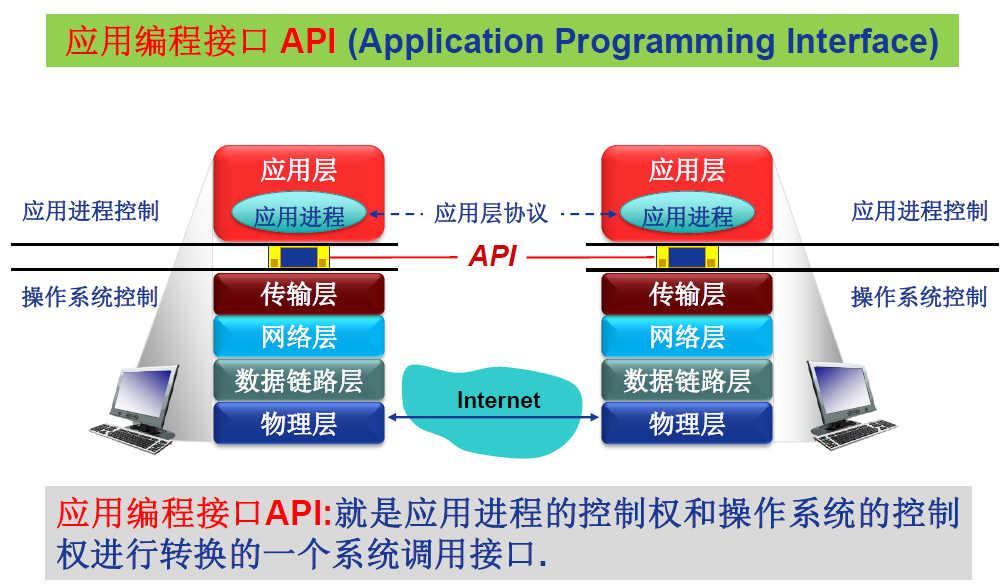 应用编程接口 API (Application Programming Interface)
应用层
应用层
应用进程控制
应用进程
应用层协议
应用进程
应用进程控制
API
操作系统控制
传输层
传输层
操作系统控制
网络层
网络层
数据链路层
数据链路层
Internet
物理层
物理层
应用编程接口API:就是应用进程的控制权和操作系统的控制
权进行转换的一个系统调用接口.